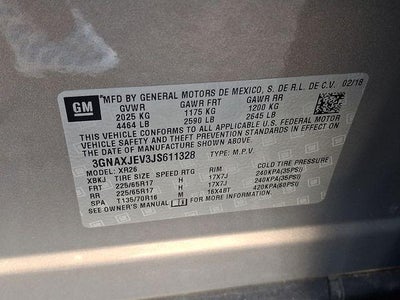 GM
MFD BY GENERAL MOTORS DE MEXICO, S. DE R.L. DE C.V. 02/18
GVWR GAWR FRT GAWR RR
2025 KG 1175 KG 1200 KG
4464 LB 2590 LB 2645 LB
THIS VEHICLE CONFORMS TO ALL APPLICABLE U.S. FEDERAL MOTOR
VEHICLE SAFETY AND THEFT PREVENTION STANDARDS IN EFFECT ON
THE DATE OF MANUFACTURE SHOWN ABOVE.
3GNAXJEV3JS611328 TYPE: M.P.V.
MODEL: XR26
XBKJ TIRE SIZE SPEED RTG RIM COLD TIRE PRESSURE
FRT 225/65R17 H 17X7J 240KPA(35PSI)
RR 225/65R17 H 17X7J 240KPA(35PSI)
SPA T135/70R16 M 16X4BT 420KPA(60PSI)
SEE OWNER'S MANUAL FOR MORE INFORMATION